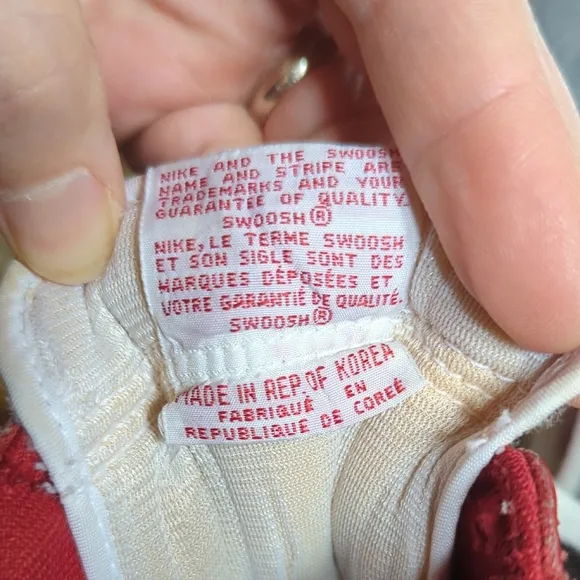 NIKE AND THE SWOOSH
NAME AND STRIPE ARE
TRADEMARKS AND YOUR
GUARANTEE OF QUALITY.
SWOOSH®
NIKE, LE TERME SWOOSH
ET SON SIGLE SONT DES
MARQUES DÉPOSÉES ET
VOTRE GARANTIE DE QUALITÉ.
SWOOSH®
MADE IN REP. OF KOREA
FABRIQUÉ EN
REPUBLIQUE DE CORÉE